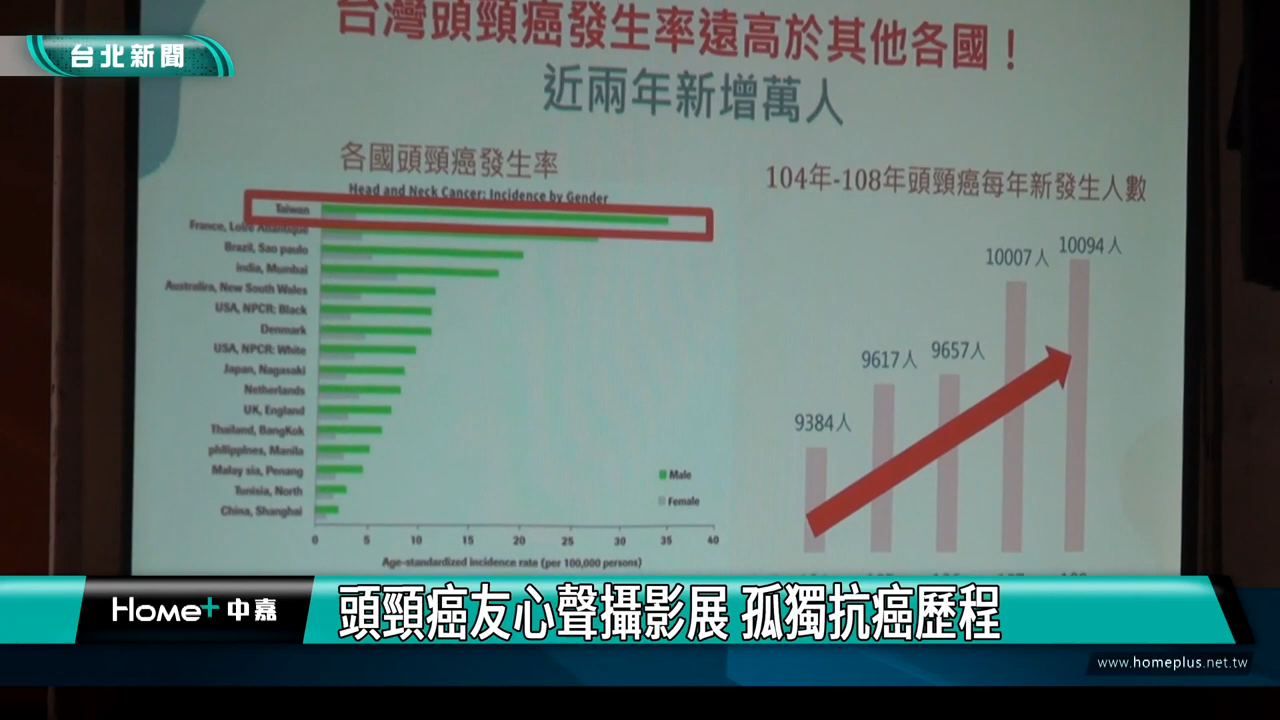 台北新聞
台灣頭頸癌發生率遠高於其他各國！
近兩年新增萬人
各國頭頸癌發生率
Head and Neck Cancer: Incidence by Gender
Taiwan
France, Loire Atlantique
Brazil, Sao paulo
india, Mumbai
Australira, New South Wales
USA, NPCR: Black
Denmark
USA, NPCR: White
Japan, Nagasaki
Netherlands
UK, England
Thailand, BangKok
philippines, Manila
Malay sia, Penang
Tunisia, North
China, Shanghai
Male
Female
0 5 10 15 20 25 30 35 40
Age-standardized incidence rate (per 100,000 persons)
104年-108年頭頸癌每年新發生人數
9384人
9617人
9657人
10007人
10094人
Home+中嘉
頭頸癌友心聲攝影展 孤獨抗癌歷程
www.homeplus.net.tw